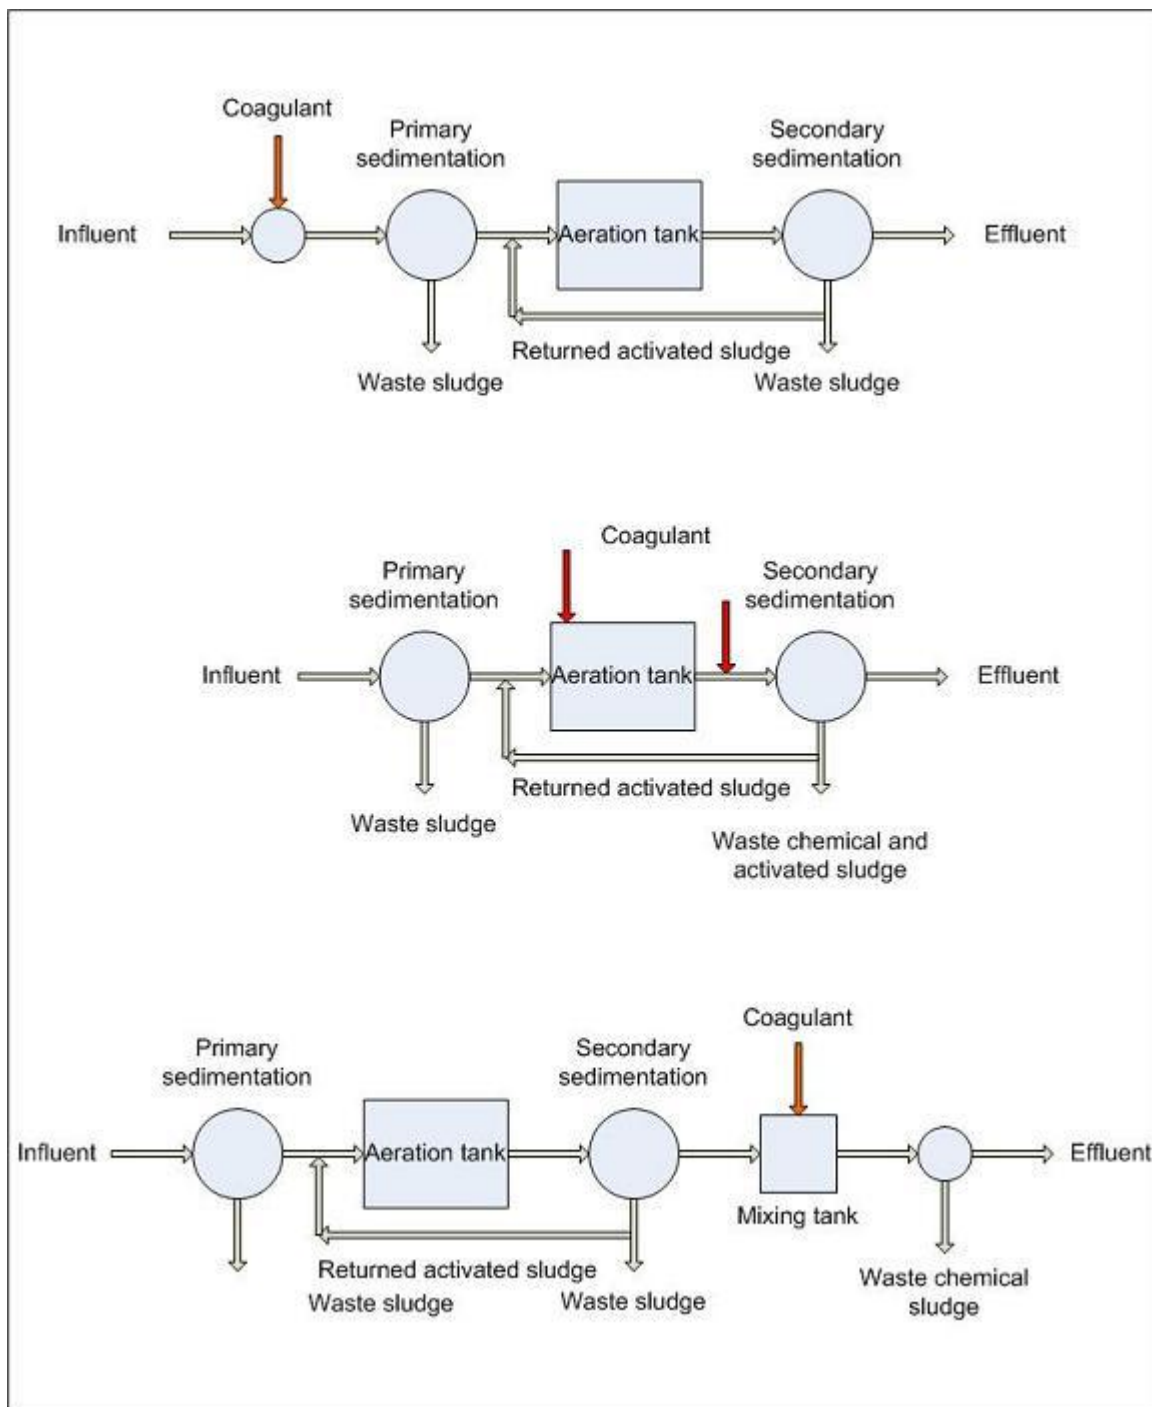 Coagulant
Primary
sedimentation
Secondary
sedimentation
Influent
Aeration tank
Effluent
Returned activated sludge
Waste sludge
Waste sludge
Coagulant
Primary
sedimentation
Secondary
sedimentation
Influent
Aeration tank
Effluent
Returned activated sludge
Waste sludge
Waste chemical and
activated sludge
Coagulant
Primary
sedimentation
Secondary
sedimentation
Influent
Aeration tank
Effluent
Mixing tank
Returned activated sludge
Waste sludge
Waste sludge
Waste chemical
sludge